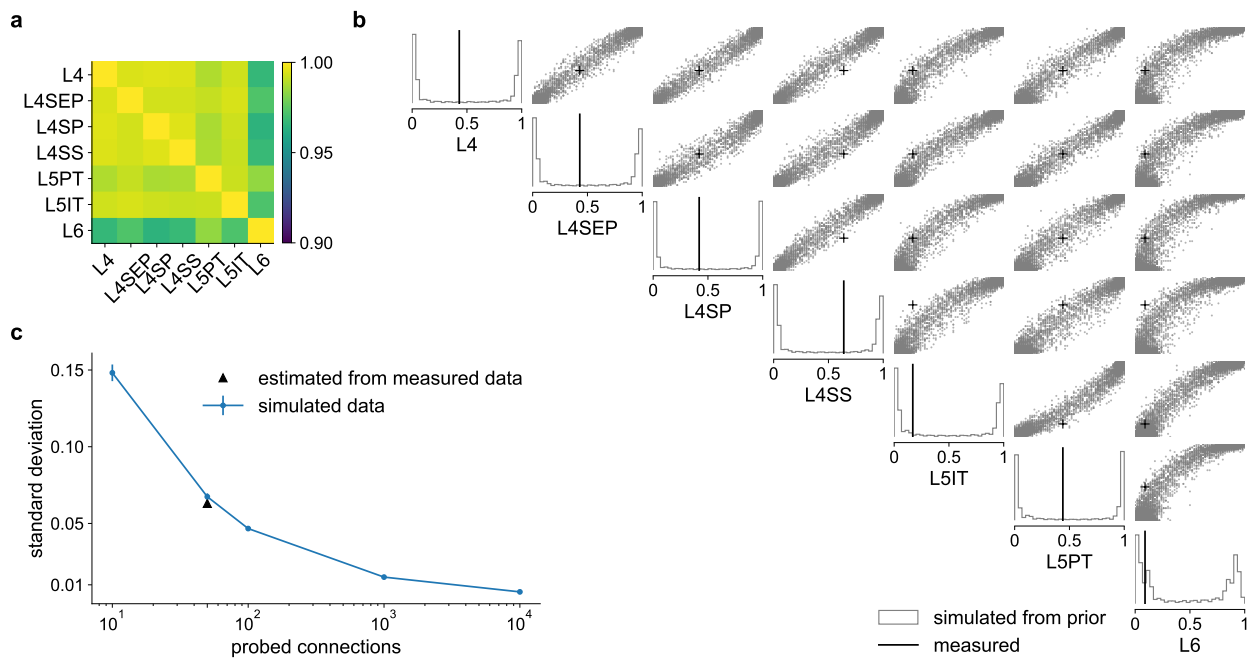 a
L4
L4SEP
L4SP
L4SS
L5PT
L5IT
L6
L4
L4SEP
L4SP
L4SS
L5PT
L5IT
L6
1.00
0.95
0.90
b
0 0.5 1
L4
0 0.5 1
L4SEP
0 0.5 1
L4SP
0 0.5 1
L4SS
0 0.5 1
L5IT
0 0.5 1
L5PT
0 0.5 1
L6
simulated from prior
measured
c
standard deviation
0.15
0.10
0.05
0.01
estimated from measured data
simulated data
10¹ 10² 10³ 10⁴
probed connections